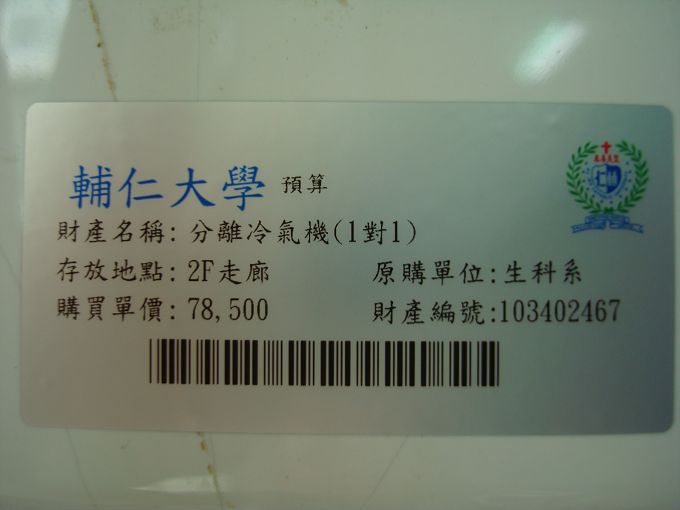 輔仁大學 預算
財產名稱: 分離冷氣機(1對1)
存放地點: 2F走廊 原購單位:生科系
購買單價: 78,500 財產編號:103402467